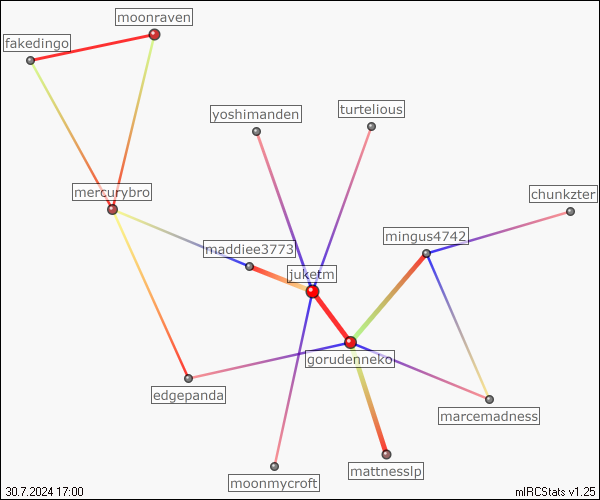 moonraven
fakedingo
yoshimanden
turtelious
mercurybro
chunkzter
mingus4742
maddiee3773
juketm
gorudenneko
edgepanda
marcemadness
mattnesslp
moonmycroft
30.7.2024 17:00
mIRCStats v1.25